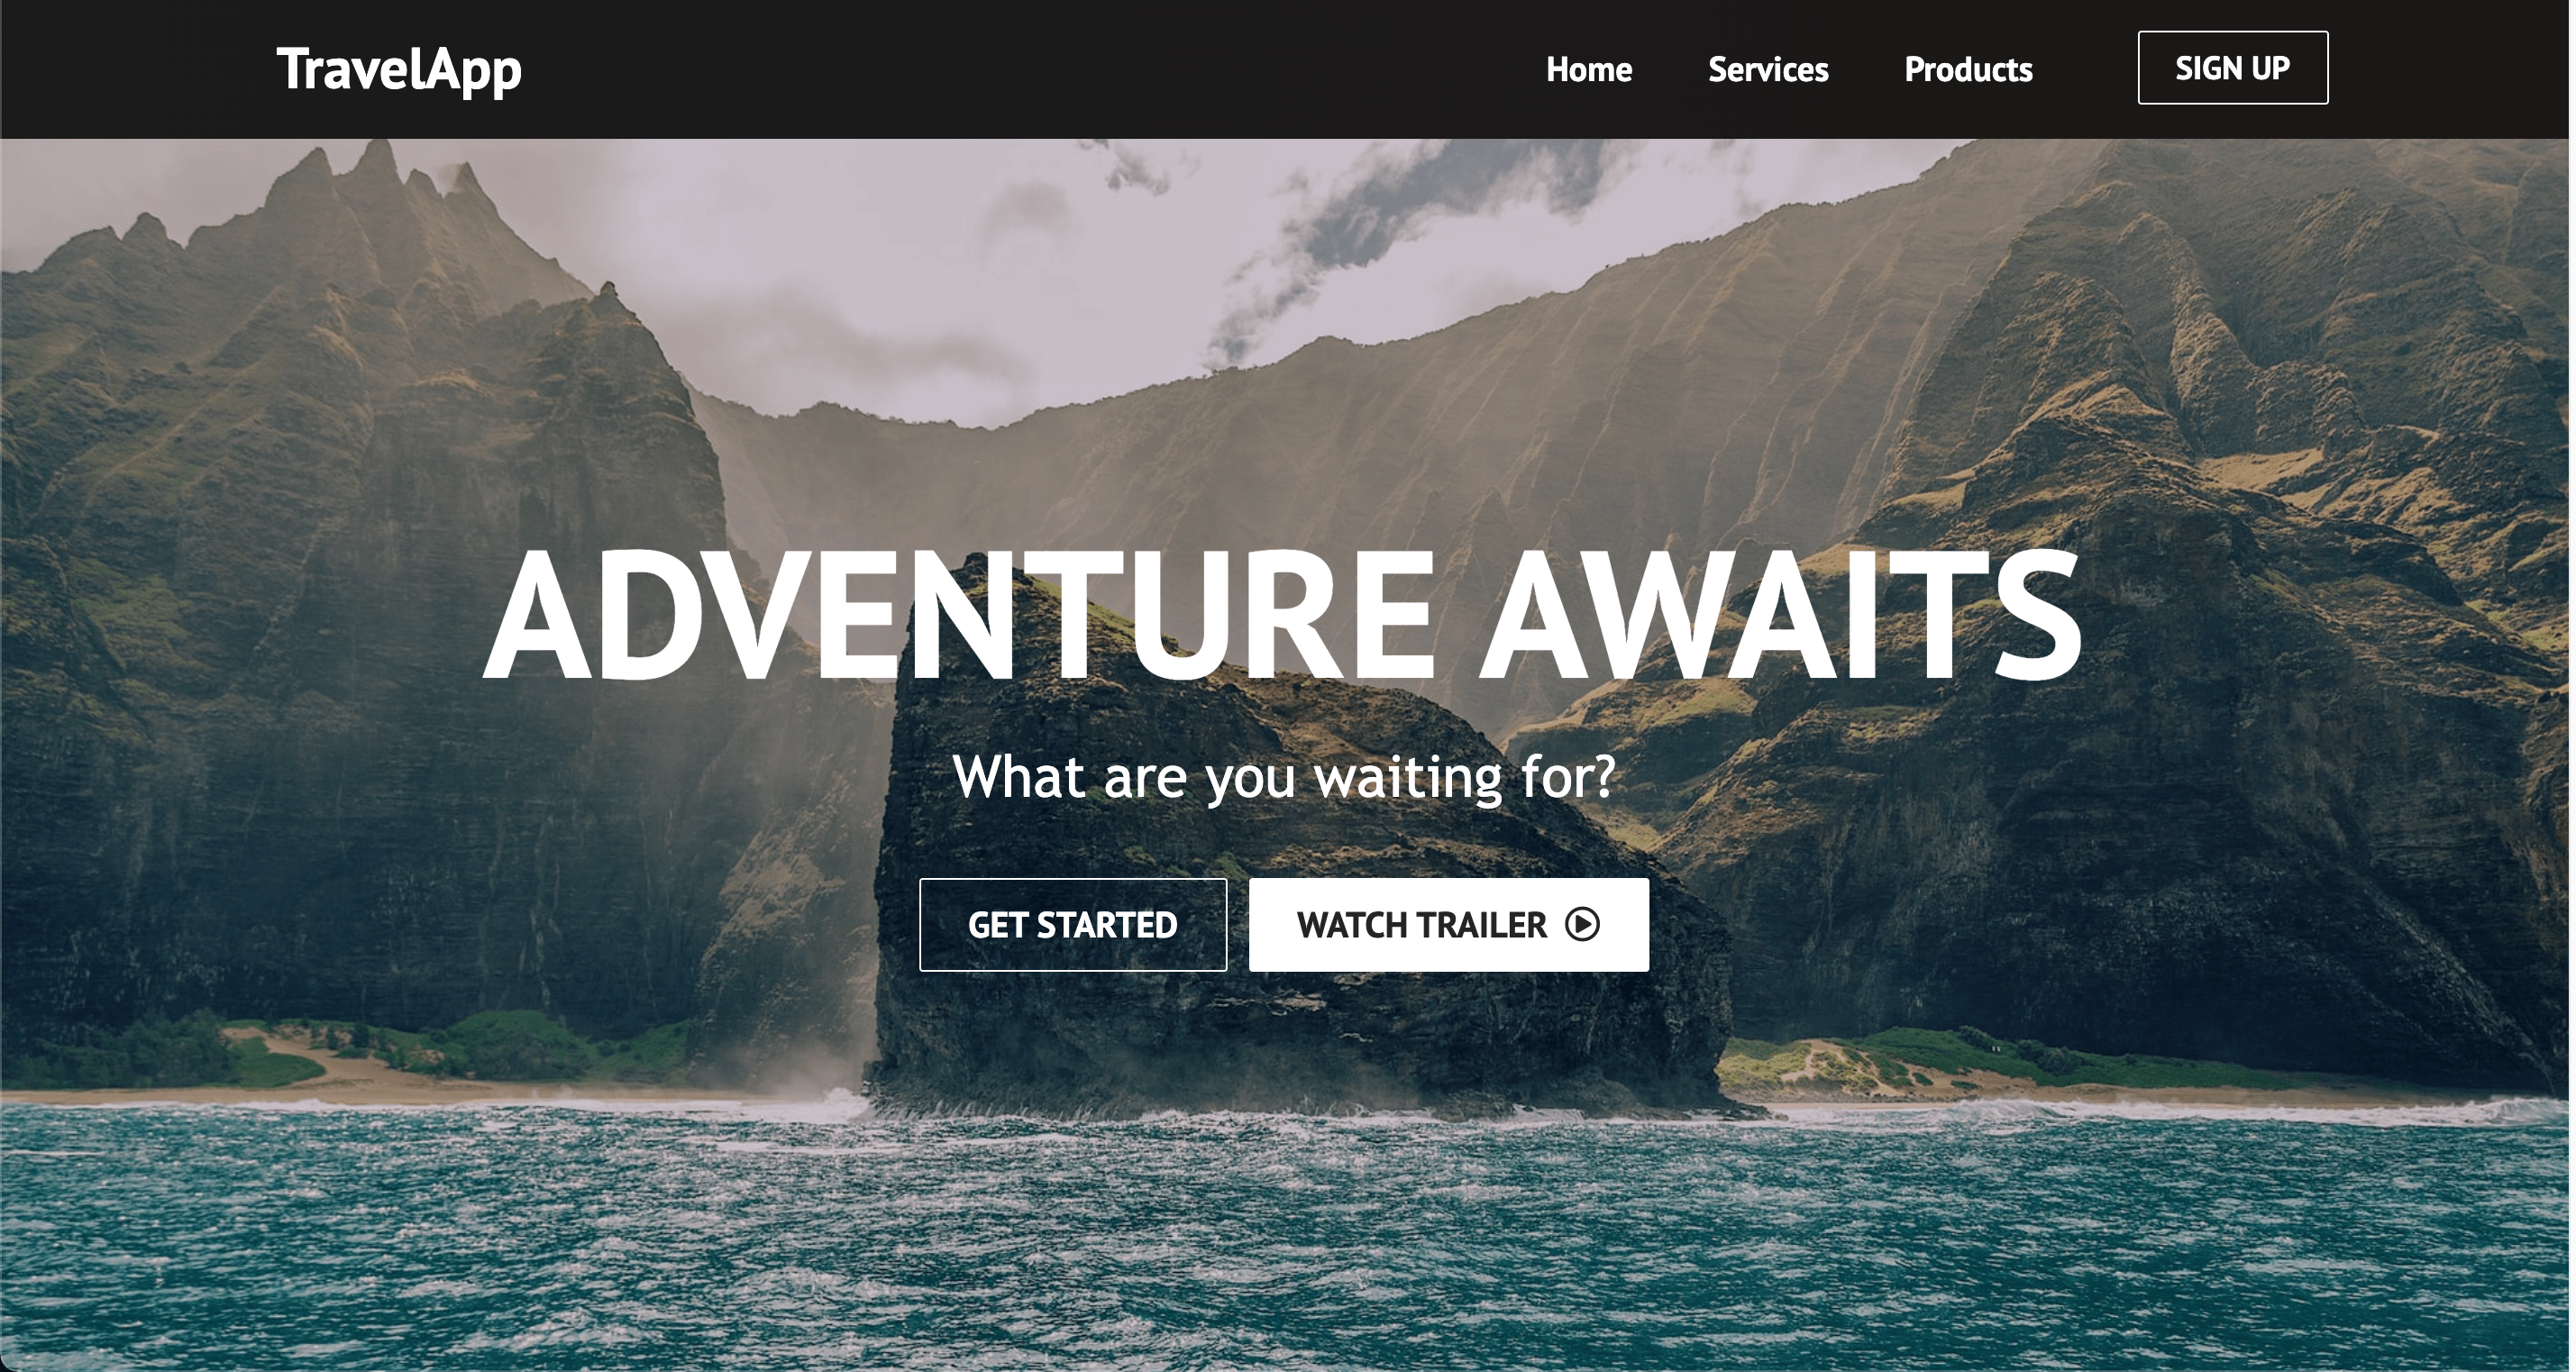 TravelApp
Home Services Products SIGN UP
ADVENTURE AWAITS
What are you waiting for?
GET STARTED WATCH TRAILER